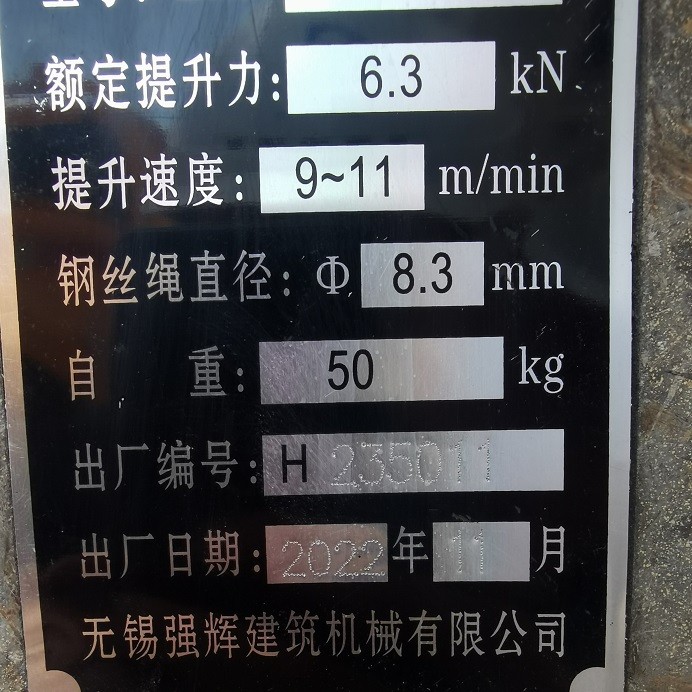 额定提升力: 6.3 kN
提升速度: 9~11 m/min
钢丝绳直径: Φ 8.3 mm
自 重: 50 kg
出厂编号: H 235011
出厂日期: 2022 年 11 月
无锡强辉建筑机械有限公司